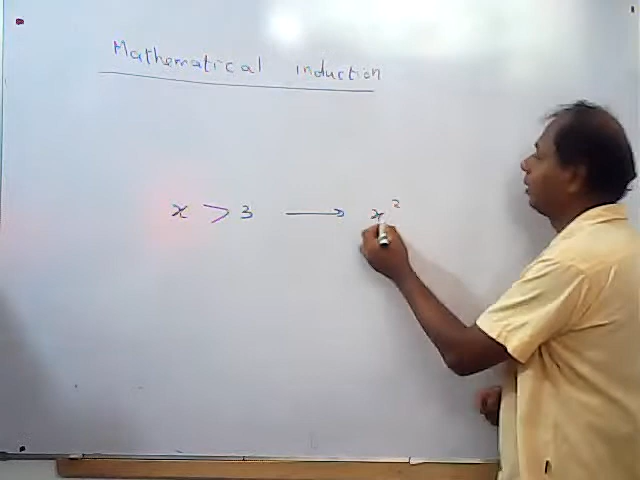 Mathematical induction
x > 3 → x²